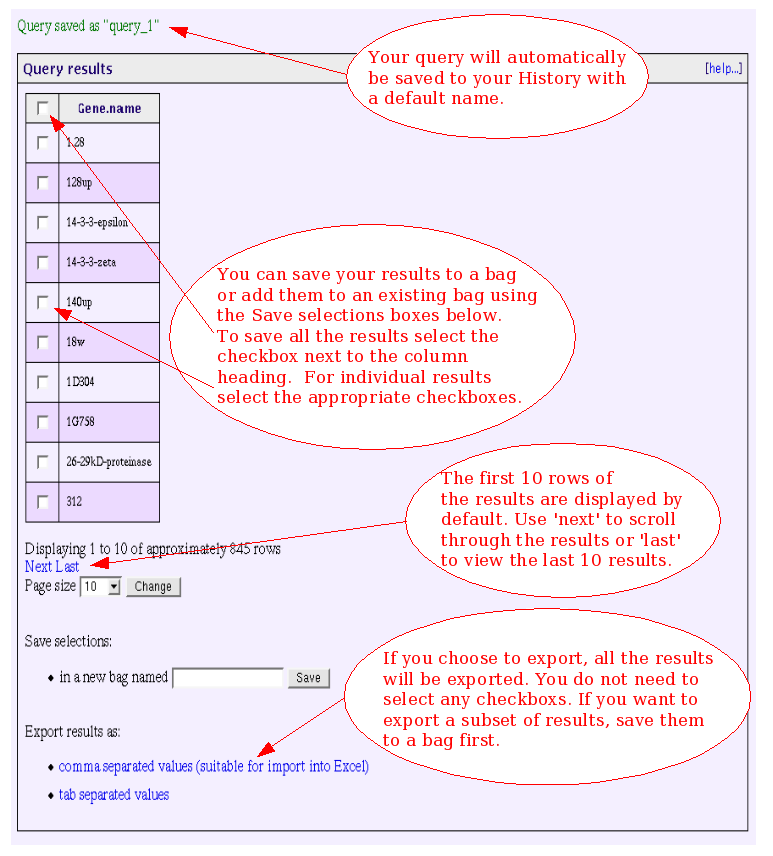 Query saved as "query_1"
Your query will automatically
be saved to your History with
a default name.
Query results
[help...]
Gene.name
1.28
128up
14-3-3-epsilon
14-3-3-zeta
140up
18w
1D304
1G758
26-29kD-proteinase
312
You can save your results to a bag
or add them to an existing bag using
the Save selections boxes below.
To save all the results select the
checkbox next to the column
heading.  For individual results
select the appropriate checkboxes.
The first 10 rows of
the results are displayed by
default. Use 'next' to scroll
through the results or 'last'
to view the last 10 results.
Displaying 1 to 10 of approximately 845 rows
Next Last
Page size 10 Change
Save selections:
in a new bag named Save
If you choose to export, all the results
will be exported. You do not need to
select any checkboxes. If you want to
export a subset of results, save them
to a bag first.
Export results as:
comma separated values (suitable for import into Excel)
tab separated values